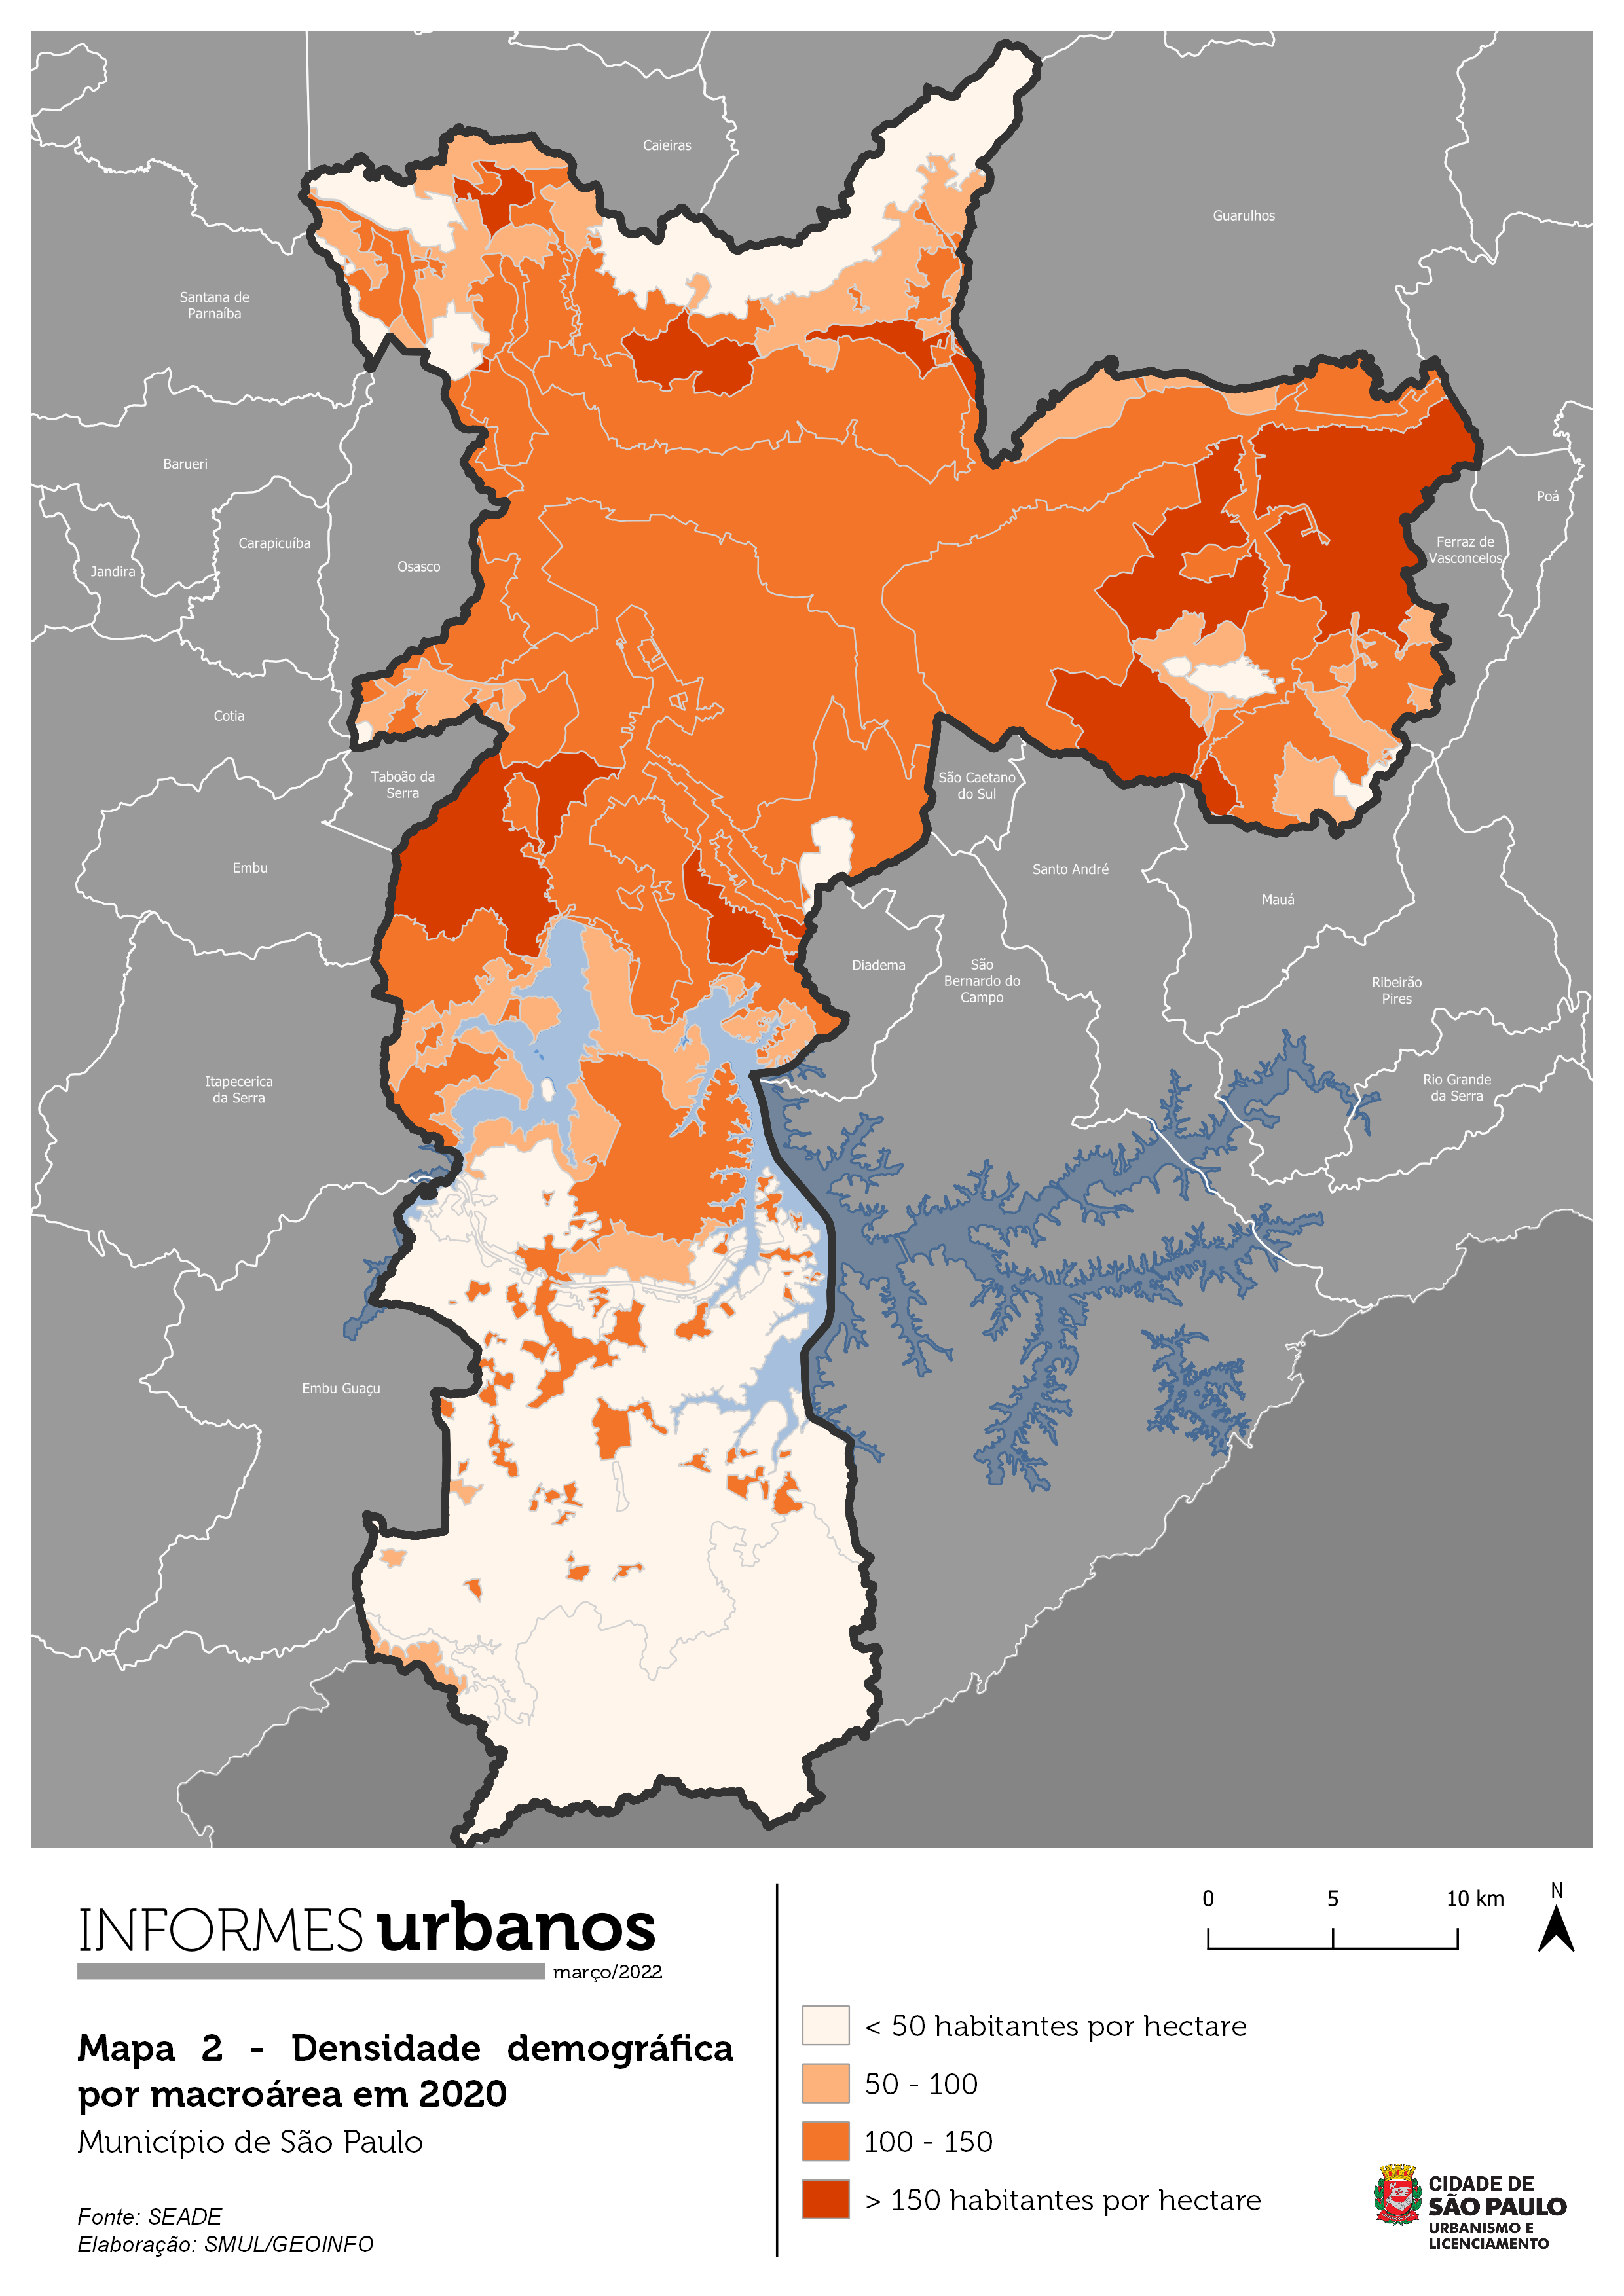 Caieiras
Guarulhos
Santana de
Parnaíba
Barueri
Poá
Carapicuíba
Ferraz de
Vasconcelos
Jandira
Osasco
Cotia
Taboão da
Serra
São Caetano
do Sul
Embu
Santo André
Mauá
Diadema
São
Bernardo do
Campo
Ribeirão
Pires
Itapecerica
da Serra
Rio Grande
da Serra
Embu Guaçu
INFORMES urbanos
março/2022
Mapa 2 - Densidade demográfica
por macroárea em 2020
Município de São Paulo
Fonte: SEADE
Elaboração: SMUL/GEOINFO
0 5 10 km
N
< 50 habitantes por hectare
50 - 100
100 - 150
> 150 habitantes por hectare
CIDADE DE
SÃO PAULO
URBANISMO E
LICENCIAMENTO